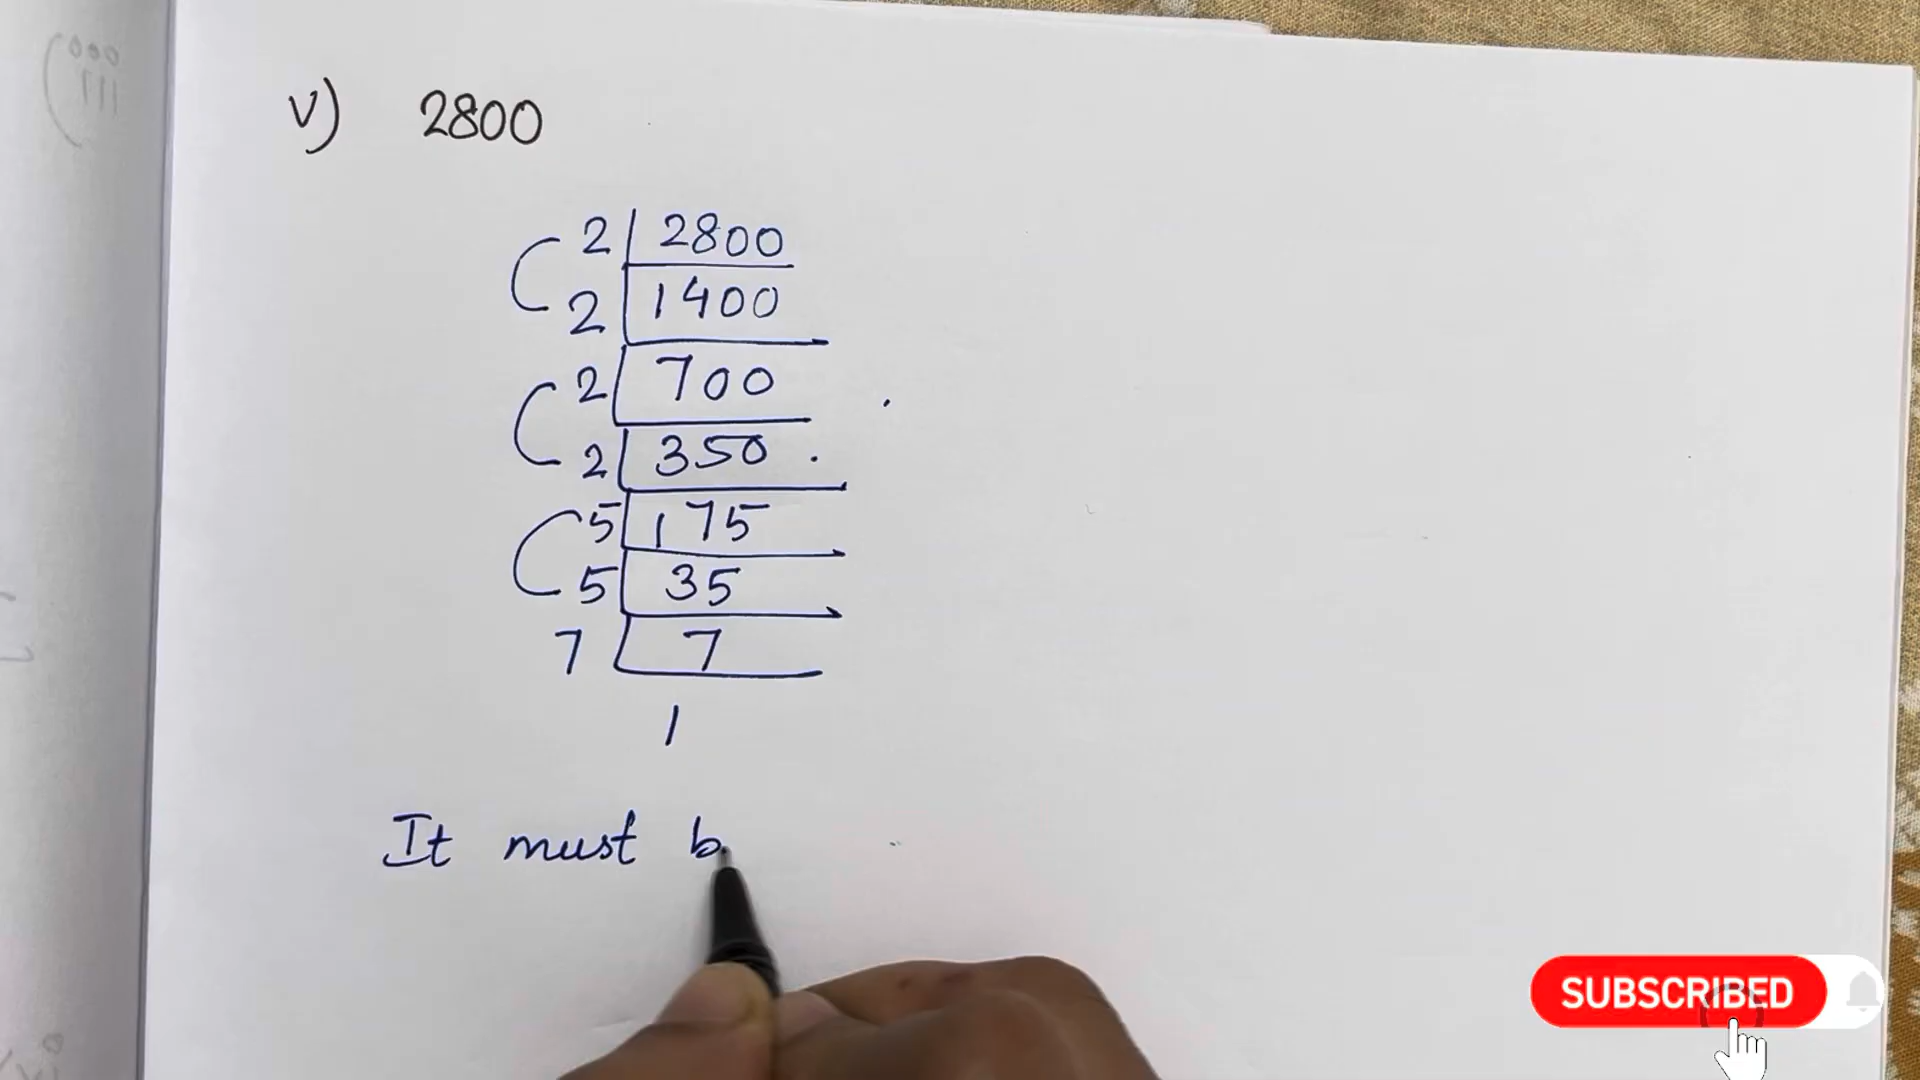 v) 2800
2 | 2800
2 | 1400
2 | 700
2 | 350 .
5 | 175
5 | 35
7 | 7
1
It must b
SUBSCRIBED